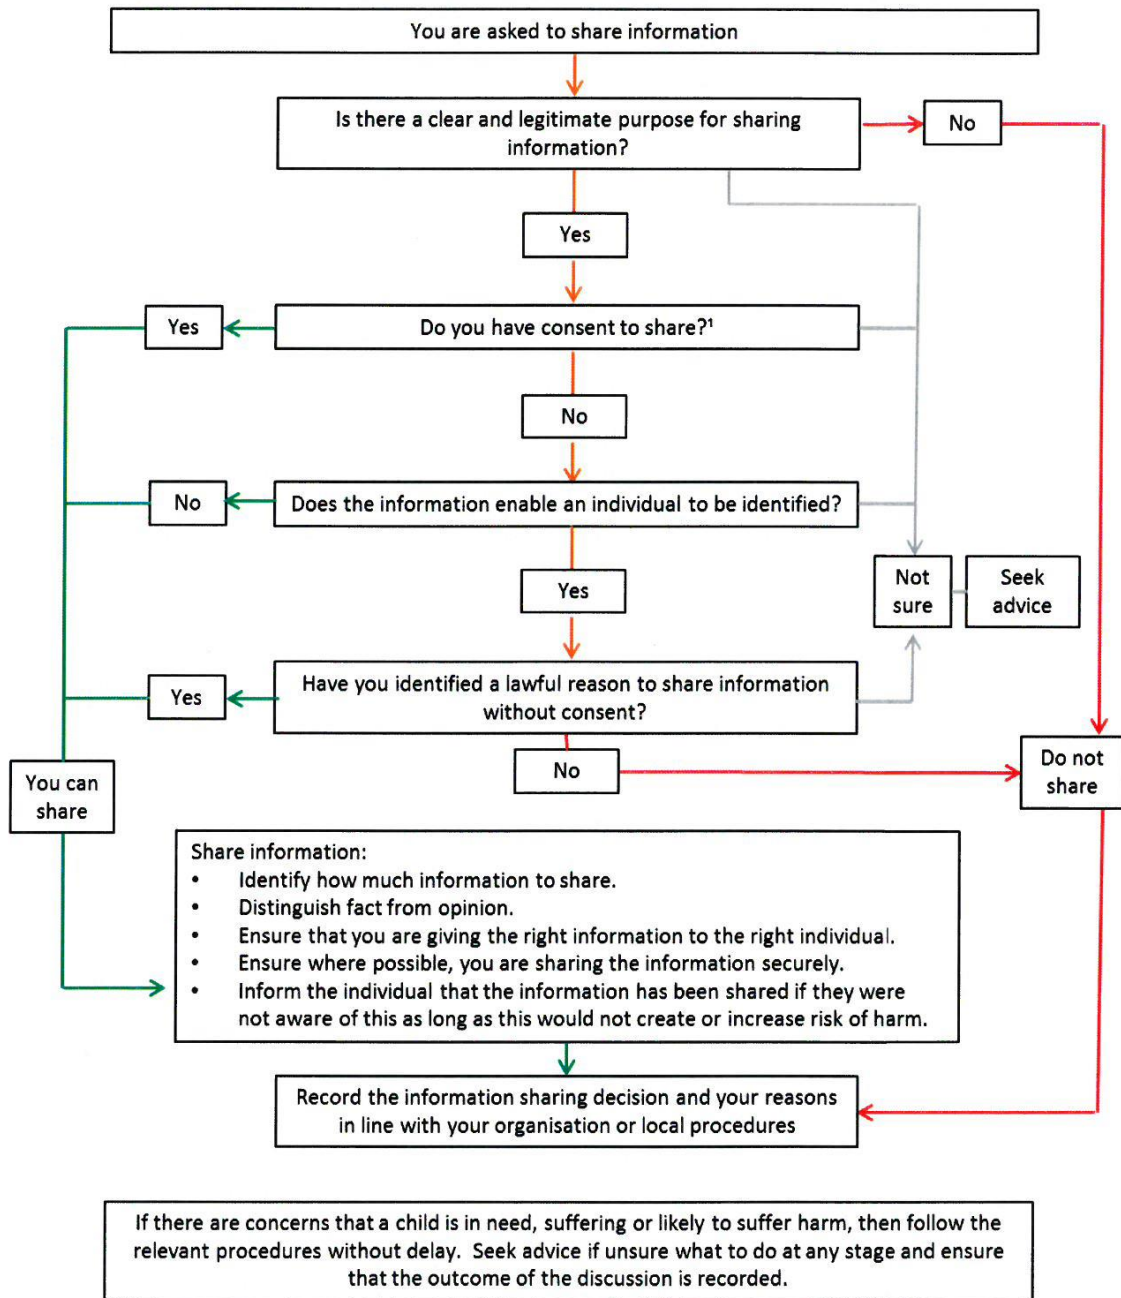 You are asked to share information
Is there a clear and legitimate purpose for sharing
information?
No
Yes
Yes
Do you have consent to share?¹
No
No
Does the information enable an individual to be identified?
Yes
Not
sure
Seek
advice
Yes
Have you identified a lawful reason to share information
without consent?
No
Do not
share
You can
share
Share information:
• Identify how much information to share.
• Distinguish fact from opinion.
• Ensure that you are giving the right information to the right individual.
• Ensure where possible, you are sharing the information securely.
• Inform the individual that the information has been shared if they were
not aware of this as long as this would not create or increase risk of harm.
Record the information sharing decision and your reasons
in line with your organisation or local procedures
If there are concerns that a child is in need, suffering or likely to suffer harm, then follow the
relevant procedures without delay. Seek advice if unsure what to do at any stage and ensure
that the outcome of the discussion is recorded.